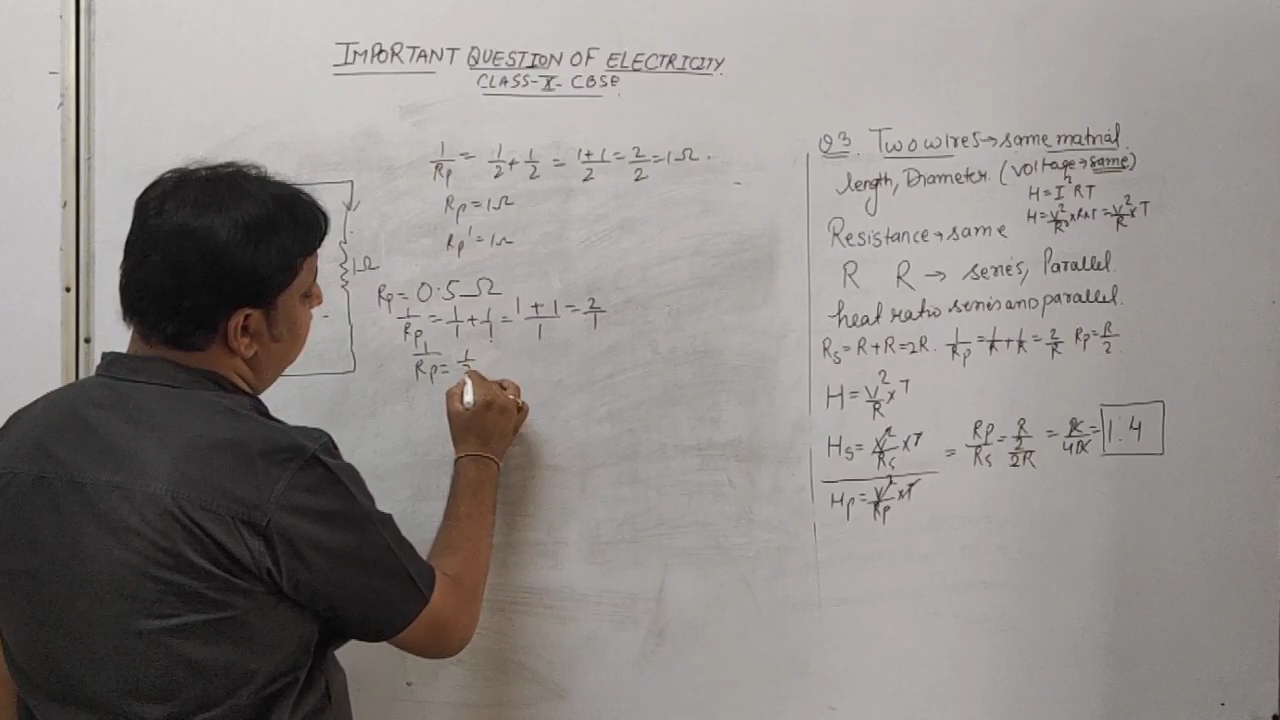 IMPORTANT QUESTION OF ELECTRICITY
CLASS-X-CBSE
1/Rp = 1/2 + 1/2 = 1+1/2 = 2/2 = 1Ω
Rp = 1Ω
Rp' = 1Ω
1Ω
Rp = 0.5Ω
1/Rp = 1/1 + 1/1 = 1+1/1 = 2/1
1/Rp = 1/2
Q3. Two wires → same matrial
length, Diameter. (voltage → same)
H = I²RT
H = V²/R² × R × T = V²/R × T
Resistance → same
R R → series, Parallel
heat ratio series and parallel.
Rs = R + R = 2R. 1/Rp = 1/R + 1/R = 2/R Rp = R/2
H = V²/R × T
Hs = V²/Rs × T = Rp/Rs = R/2/2R = R/4R = 1:4
Hp = V²/Rp × T